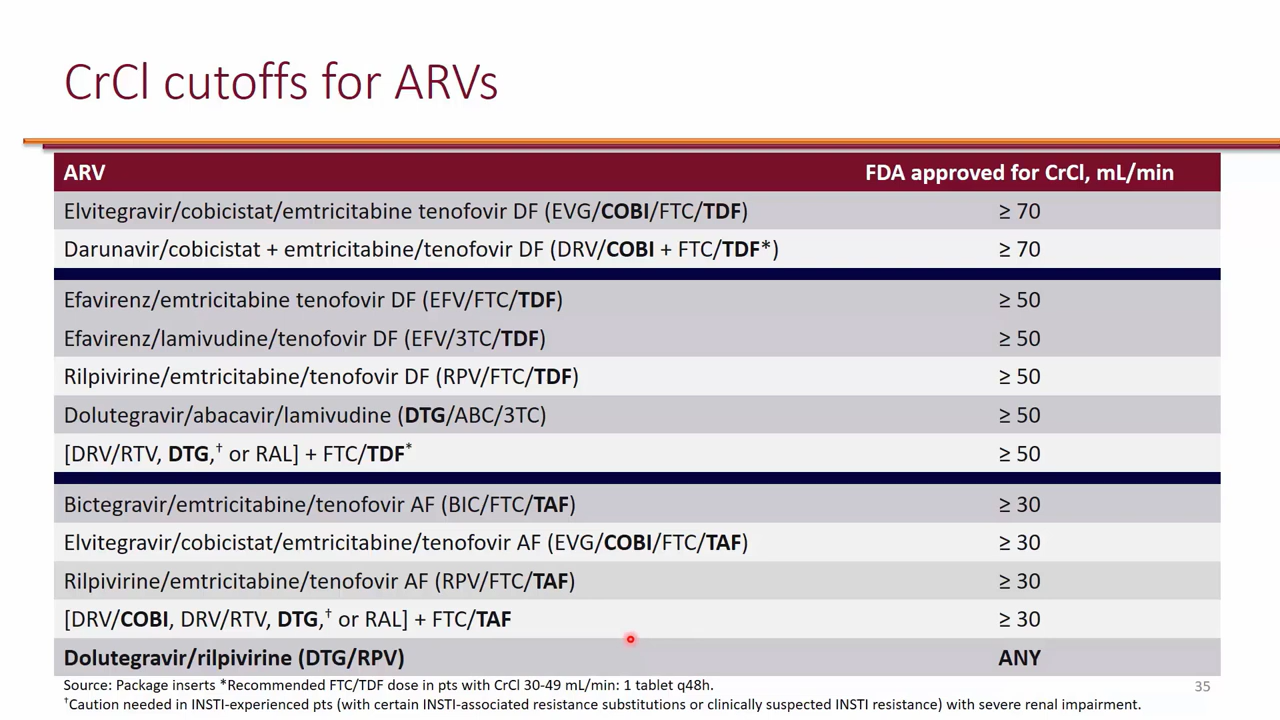 CrCl cutoffs for ARVs
ARV FDA approved for CrCl, mL/min
Elvitegravir/cobicistat/emtricitabine tenofovir DF (EVG/COBI/FTC/TDF) ≥ 70
Darunavir/cobicistat + emtricitabine/tenofovir DF (DRV/COBI + FTC/TDF*) ≥ 70
Efavirenz/emtricitabine tenofovir DF (EFV/FTC/TDF) ≥ 50
Efavirenz/lamivudine/tenofovir DF (EFV/3TC/TDF) ≥ 50
Rilpivirine/emtricitabine/tenofovir DF (RPV/FTC/TDF) ≥ 50
Dolutegravir/abacavir/lamivudine (DTG/ABC/3TC) ≥ 50
[DRV/RTV, DTG,† or RAL] + FTC/TDF* ≥ 50
Bictegravir/emtricitabine/tenofovir AF (BIC/FTC/TAF) ≥ 30
Elvitegravir/cobicistat/emtricitabine/tenofovir AF (EVG/COBI/FTC/TAF) ≥ 30
Rilpivirine/emtricitabine/tenofovir AF (RPV/FTC/TAF) ≥ 30
[DRV/COBI, DRV/RTV, DTG,† or RAL] + FTC/TAF ≥ 30
Dolutegravir/rilpivirine (DTG/RPV) ANY
Source: Package inserts *Recommended FTC/TDF dose in pts with CrCl 30-49 mL/min: 1 tablet q48h. 35
†Caution needed in INSTI-experienced pts (with certain INSTI-associated resistance substitutions or clinically suspected INSTI resistance) with severe renal impairment.